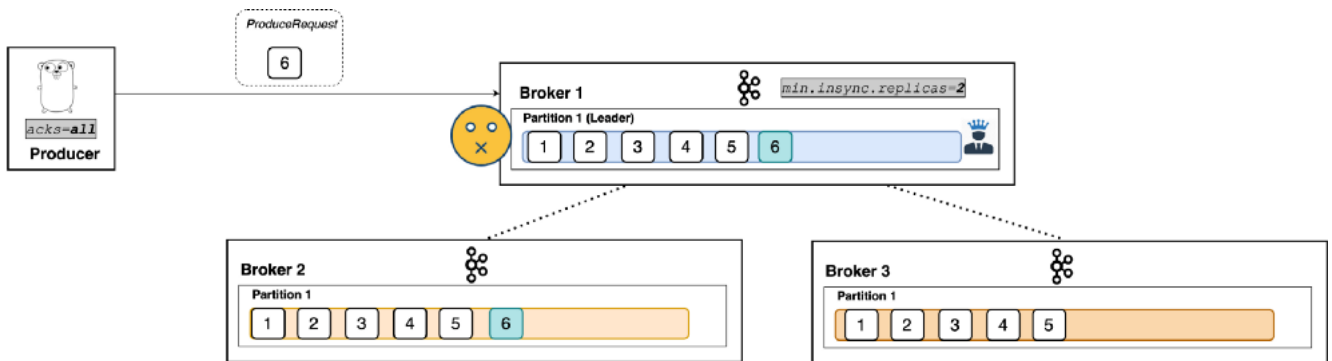 ProduceRequest
6
acks=all
Producer
Broker 1
min.insync.replicas=2
Partition 1 (Leader)
1 2 3 4 5 6
Broker 2
Partition 1
1 2 3 4 5 6
Broker 3
Partition 1
1 2 3 4 5